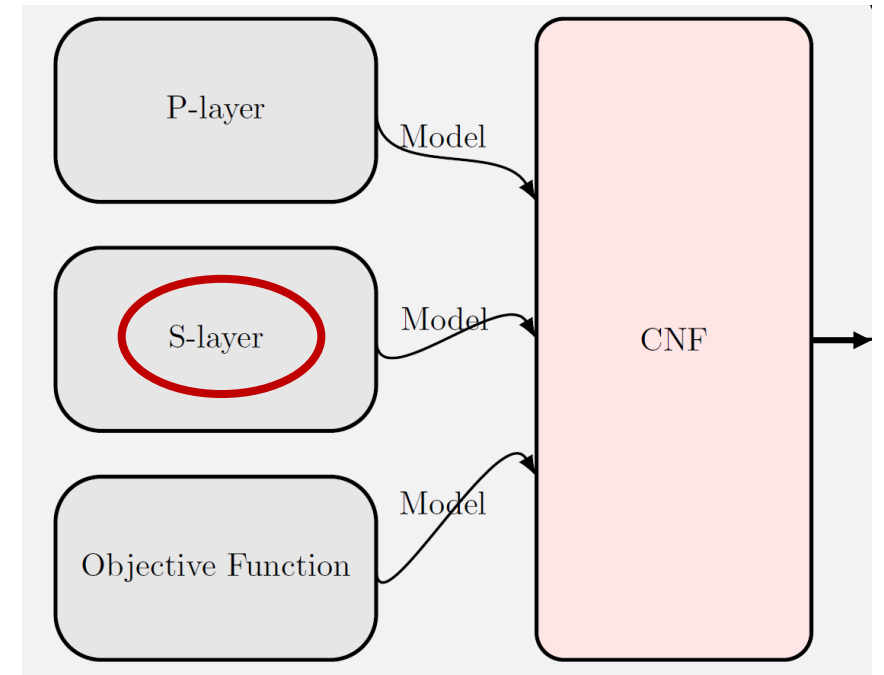 P-layer
Model
S-layer
Model
CNF
Model
Objective Function